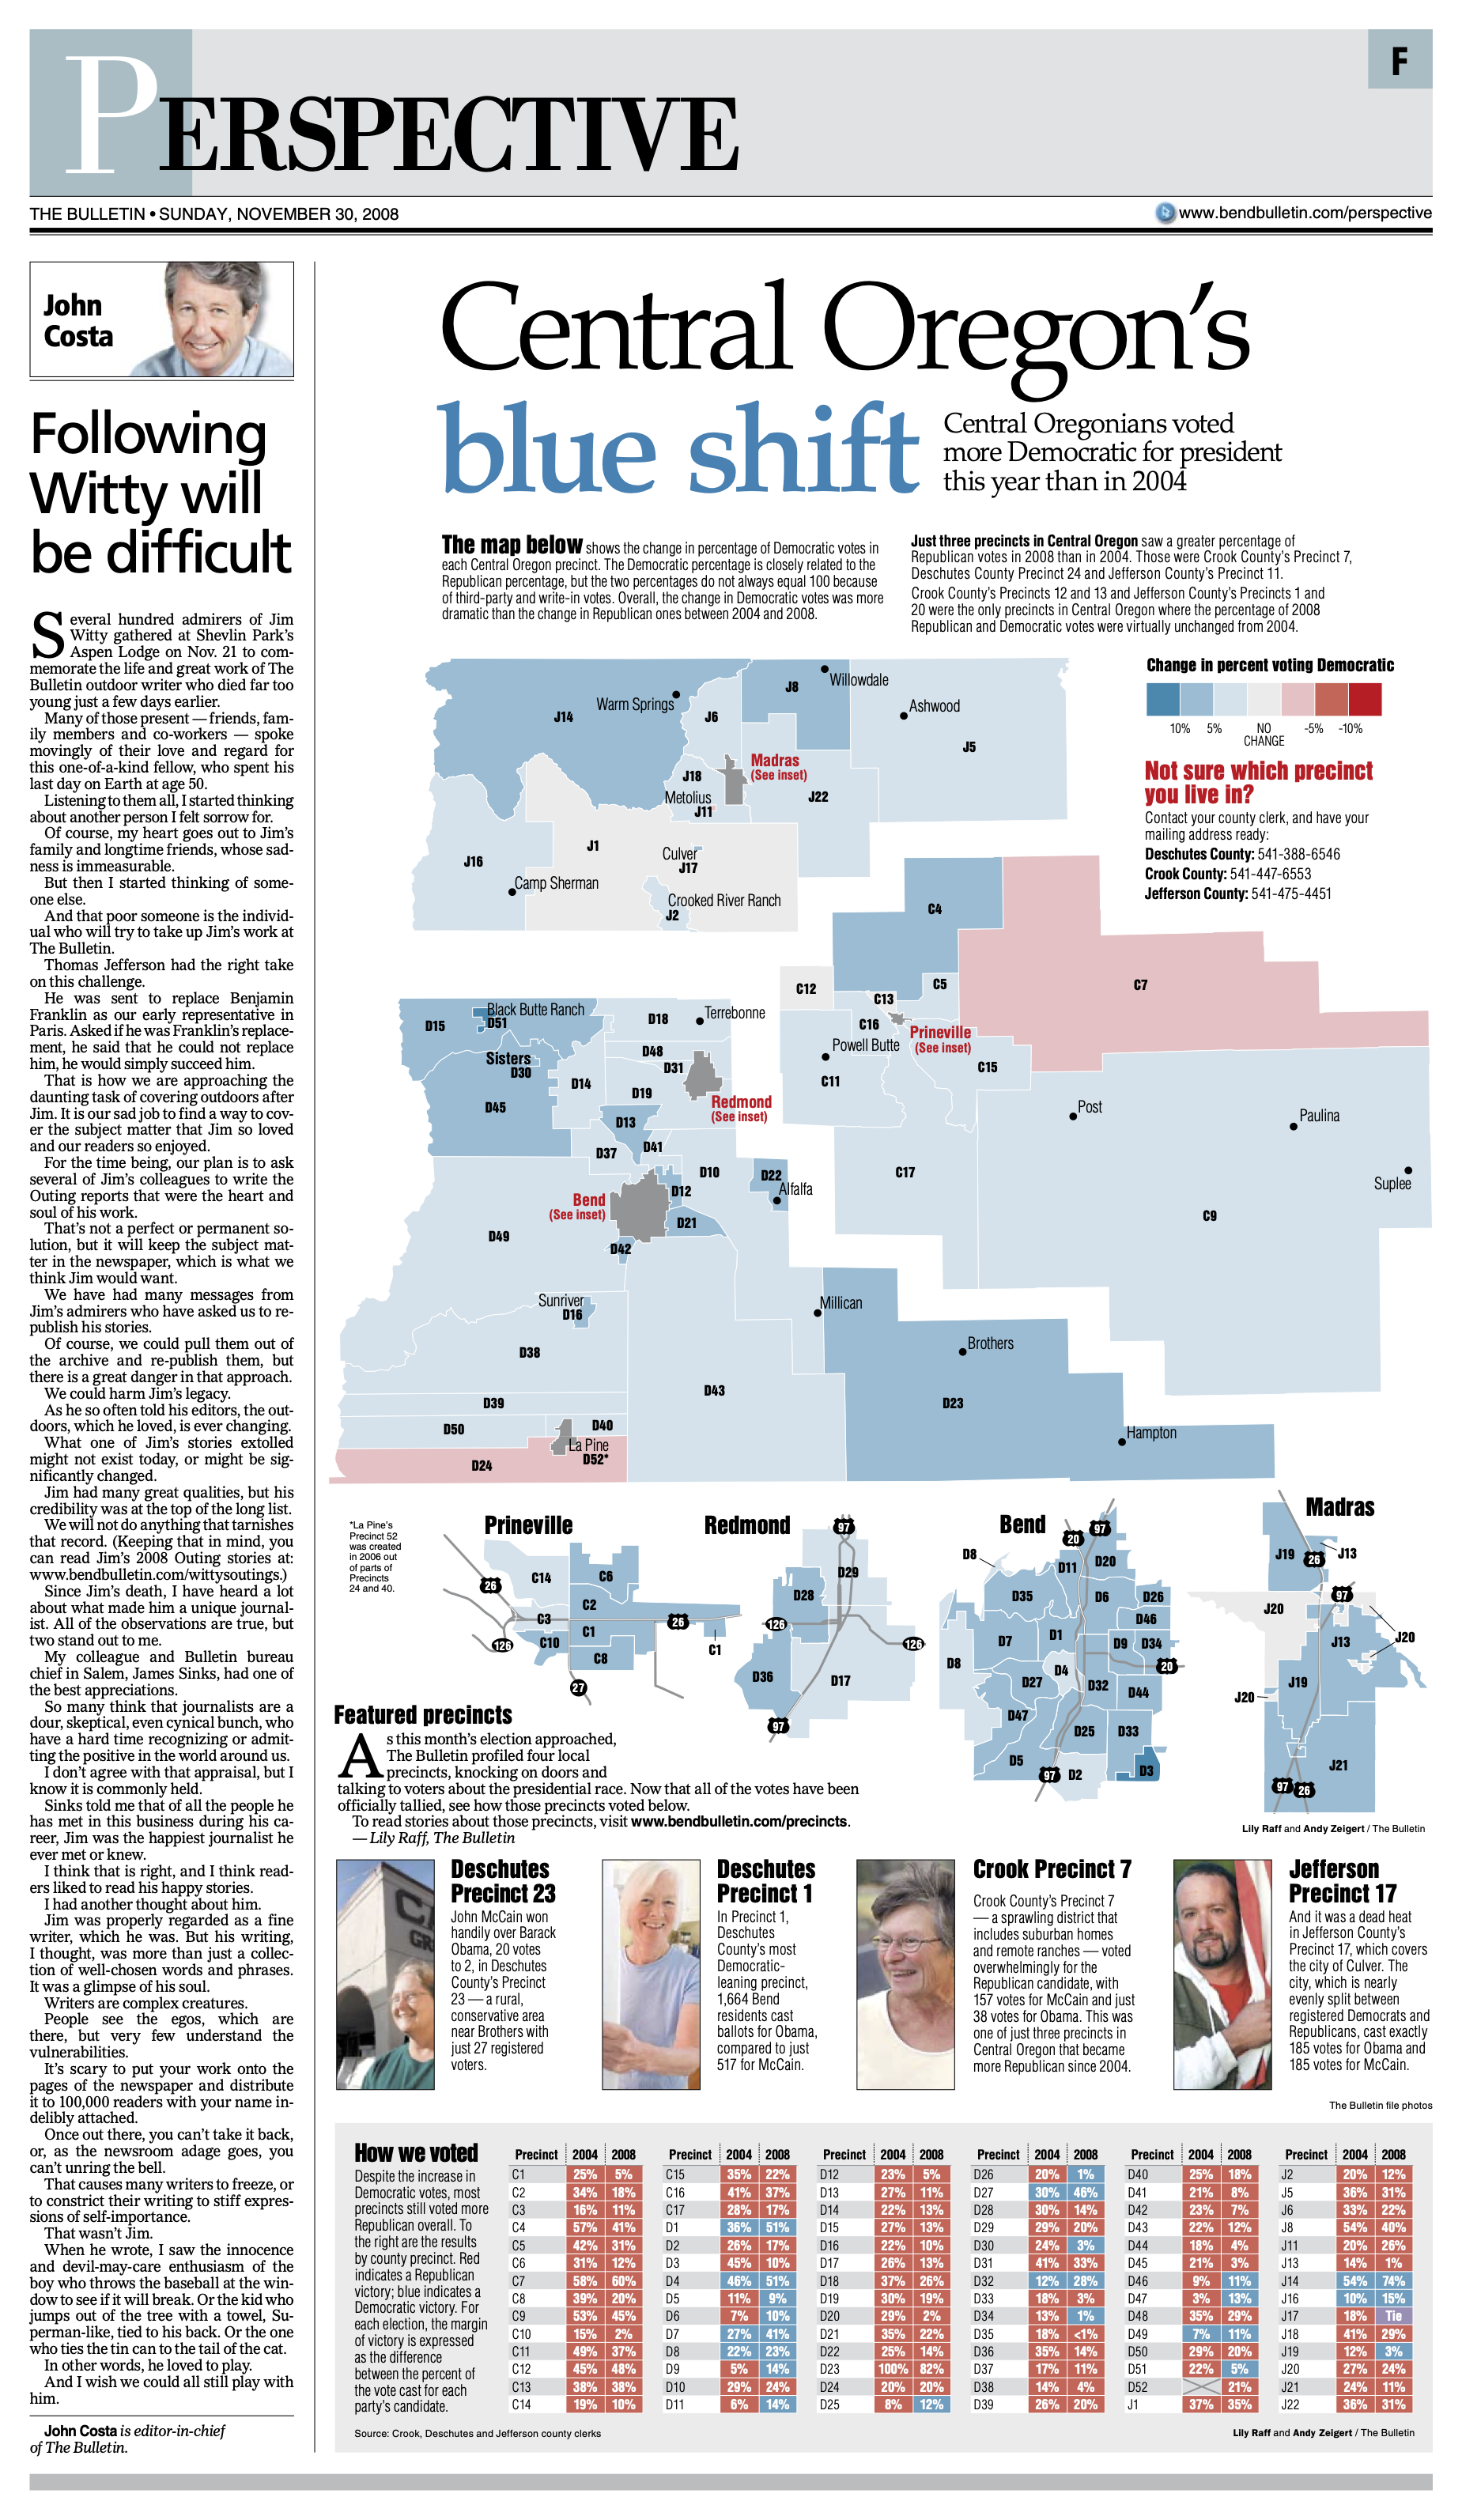 PERSPECTIVE
F
THE BULLETIN • SUNDAY, NOVEMBER 30, 2008
www.bendbulletin.com/perspective
John
Costa
Following
Witty will
be difficult
Several hundred admirers of Jim
Witty gathered at Shevlin Park's
Aspen Lodge on Nov. 21 to com-
memorate the life and great work of The
Bulletin outdoor writer who died far too
young just a few days earlier.
Many of those present — friends, fam-
ily members and co-workers — spoke
movingly of their love and regard for
this one-of-a-kind fellow, who spent his
last day on Earth at age 50.
Listening to them all, I started thinking
about another person I felt sorrow for.
Of course, my heart goes out to Jim's
family and longtime friends, whose sad-
ness is immeasurable.
But then I started thinking of some-
one else.
And that poor someone is the individ-
ual who will try to take up Jim's work at
The Bulletin.
Thomas Jefferson had the right take
on this challenge.
He was sent to replace Benjamin
Franklin as our early representative in
Paris. Asked if he was Franklin's replace-
ment, he said that he could not replace
him, he would simply succeed him.
That is how we are approaching the
daunting task of covering outdoors after
Jim. It is our sad job to find a way to cov-
er the subject matter that Jim so loved
and our readers so enjoyed.
For the time being, our plan is to ask
several of Jim's colleagues to write the
Outing reports that were the heart and
soul of his work.
That's not a perfect or permanent so-
lution, but it will keep the subject mat-
ter in the newspaper, which is what we
think Jim would want.
We have had many messages from
Jim's admirers who have asked us to re-
publish his stories.
Of course, we could pull them out of
the archive and re-publish them, but
there is a great danger in that approach.
We could harm Jim's legacy.
As he so often told his editors, the out-
doors, which he loved, is ever changing.
What one of Jim's stories extolled
might not exist today, or might be sig-
nificantly changed.
Jim had many great qualities, but his
credibility was at the top of the long list.
We will not do anything that tarnishes
that record. (Keeping that in mind, you
can read Jim's 2008 Outing stories at:
www.bendbulletin.com/wittysoutings.)
Since Jim's death, I have heard a lot
about what made him a unique journal-
ist. All of the observations are true, but
two stand out to me.
My colleague and Bulletin bureau
chief in Salem, James Sinks, had one of
the best appreciations.
So many think that journalists are a
dour, skeptical, even cynical bunch, who
have a hard time recognizing or admit-
ting the positive in the world around us.
I don't agree with that appraisal, but I
know it is commonly held.
Sinks told me that of all the people he
has met in this business during his ca-
reer, Jim was the happiest journalist he
ever met or knew.
I think that is right, and I think read-
ers liked to read his happy stories.
I had another thought about him.
Jim was properly regarded as a fine
writer, which he was. But his writing,
I thought, was more than just a collec-
tion of well-chosen words and phrases.
It was a glimpse of his soul.
Writers are complex creatures.
People see the egos, which are
there, but very few understand the
vulnerabilities.
It's scary to put your work onto the
pages of the newspaper and distribute
it to 100,000 readers with your name in-
delibly attached.
Once out there, you can't take it back,
or, as the newsroom adage goes, you
can't unring the bell.
That causes many writers to freeze, or
to constrict their writing to stiff expres-
sions of self-importance.
That wasn't Jim.
When he wrote, I saw the innocence
and devil-may-care enthusiasm of the
boy who throws the baseball at the win-
dow to see if it will break. Or the kid who
jumps out of the tree with a towel, Su-
perman-like, tied to his back. Or the one
who ties the tin can to the tail of the cat.
In other words, he loved to play.
And I wish we could all still play with
him.
John Costa is editor-in-chief
of The Bulletin.
Central Oregon's
blue shift
Central Oregonians voted
more Democratic for president
this year than in 2004
The map below shows the change in percentage of Democratic votes in
each Central Oregon precinct. The Democratic percentage is closely related to the
Republican percentage, but the two percentages do not always equal 100 because
of third-party and write-in votes. Overall, the change in Democratic votes was more
dramatic than the change in Republican ones between 2004 and 2008.
Just three precincts in Central Oregon saw a greater percentage of
Republican votes in 2008 than in 2004. Those were Crook County's Precinct 7,
Deschutes County Precinct 24 and Jefferson County's Precinct 11.
Crook County's Precincts 12 and 13 and Jefferson County's Precincts 1 and
20 were the only precincts in Central Oregon where the percentage of 2008
Republican and Democratic votes were virtually unchanged from 2004.
Change in percent voting Democratic
10% 5% NO CHANGE -5% -10%
Not sure which precinct
you live in?
Contact your county clerk, and have your
mailing address ready:
Deschutes County: 541-388-6546
Crook County: 541-447-6553
Jefferson County: 541-475-4451
J14
Warm Springs
J6
J8
Willowdale
Ashwood
J5
Madras
(See inset)
J18
Metolius
J11
J22
J16
J1
Culver
J17
Camp Sherman
Crooked River Ranch
J2
C4
C7
C12
C13
C5
C16
Prineville
(See inset)
Powell Butte
C11
C15
Post
Paulina
Suplee
C17
C9
D15
Black Butte Ranch
D51
D18
Terrebonne
Sisters
D30
D48
D31
D14
D19
Redmond
(See inset)
D45
D13
D37
D41
D10
D22
Alfalfa
D12
Bend
(See inset)
D21
D49
D42
Sunriver
D16
Millican
D38
Brothers
D43
D39
D23
D50
D40
La Pine
D52*
D24
Hampton
*La Pine's
Precinct 52
was created
in 2006 out
of parts of
Precincts
24 and 40.
Prineville
C14
C6
26
C2
C3
C1
26
126
C10
C8
C1
27
Redmond
97
D29
D28
126
126
D36
D17
97
Bend
20
97
D8
D11
D20
D35
D6
D26
D46
D7
D1
D9
D34
D8
D4
20
D27
D32
D44
D47
D25
D33
D5
97
D2
D3
Madras
J19
26
J13
97
J20
J13
J20
J19
J20
J21
97
26
Lily Raff and Andy Zeigert / The Bulletin
Featured precincts
As this month's election approached,
The Bulletin profiled four local
precincts, knocking on doors and
talking to voters about the presidential race. Now that all of the votes have been
officially tallied, see how those precincts voted below.
To read stories about those precincts, visit www.bendbulletin.com/precincts.
— Lily Raff, The Bulletin
Deschutes
Precinct 23
John McCain won
handily over Barack
Obama, 20 votes
to 2, in Deschutes
County's Precinct
23 — a rural,
conservative area
near Brothers with
just 27 registered
voters.
Deschutes
Precinct 1
In Precinct 1,
Deschutes
County's most
Democratic-
leaning precinct,
1,664 Bend
residents cast
ballots for Obama,
compared to just
517 for McCain.
Crook Precinct 7
Crook County's Precinct 7
— a sprawling district that
includes suburban homes
and remote ranches — voted
overwhelmingly for the
Republican candidate, with
157 votes for McCain and just
38 votes for Obama. This was
one of just three precincts in
Central Oregon that became
more Republican since 2004.
Jefferson
Precinct 17
And it was a dead heat
in Jefferson County's
Precinct 17, which covers
the city of Culver. The
city, which is nearly
evenly split between
registered Democrats and
Republicans, cast exactly
185 votes for Obama and
185 votes for McCain.
The Bulletin file photos
How we voted
Despite the increase in
Democratic votes, most
precincts still voted more
Republican overall. To
the right are the results
by county precinct. Red
indicates a Republican
victory; blue indicates a
Democratic victory. For
each election, the margin
of victory is expressed
as the difference
between the percent of
the vote cast for each
party's candidate.
Precinct 2004 2008
C1 25% 5%
C2 34% 18%
C3 16% 11%
C4 57% 41%
C5 42% 31%
C6 31% 12%
C7 58% 60%
C8 39% 20%
C9 53% 45%
C10 15% 2%
C11 49% 37%
C12 45% 48%
C13 38% 38%
C14 19% 10%
Precinct 2004 2008
C15 35% 22%
C16 41% 37%
C17 28% 17%
D1 36% 51%
D2 26% 17%
D3 45% 10%
D4 46% 51%
D5 11% 9%
D6 7% 10%
D7 27% 41%
D8 22% 23%
D9 5% 14%
D10 29% 24%
D11 6% 14%
Precinct 2004 2008
D12 23% 5%
D13 27% 11%
D14 22% 13%
D15 27% 13%
D16 22% 10%
D17 26% 13%
D18 37% 26%
D19 30% 19%
D20 29% 2%
D21 35% 22%
D22 25% 14%
D23 100% 82%
D24 20% 20%
D25 8% 12%
Precinct 2004 2008
D26 20% 1%
D27 30% 46%
D28 30% 14%
D29 29% 20%
D30 24% 3%
D31 41% 33%
D32 12% 28%
D33 18% 3%
D34 13% 1%
D35 18% <1%
D36 35% 14%
D37 17% 11%
D38 14% 4%
D39 26% 20%
Precinct 2004 2008
D40 25% 18%
D41 21% 8%
D42 23% 7%
D43 22% 12%
D44 18% 4%
D45 21% 3%
D46 9% 11%
D47 3% 13%
D48 35% 29%
D49 7% 11%
D50 29% 20%
D51 22% 5%
D52 21%
J1 37% 35%
Precinct 2004 2008
J2 20% 12%
J5 36% 31%
J6 33% 22%
J8 54% 40%
J11 20% 26%
J13 14% 1%
J14 54% 74%
J16 10% 15%
J17 18% Tie
J18 41% 29%
J19 12% 3%
J20 27% 24%
J21 24% 11%
J22 36% 31%
Source: Crook, Deschutes and Jefferson county clerks
Lily Raff and Andy Zeigert / The Bulletin